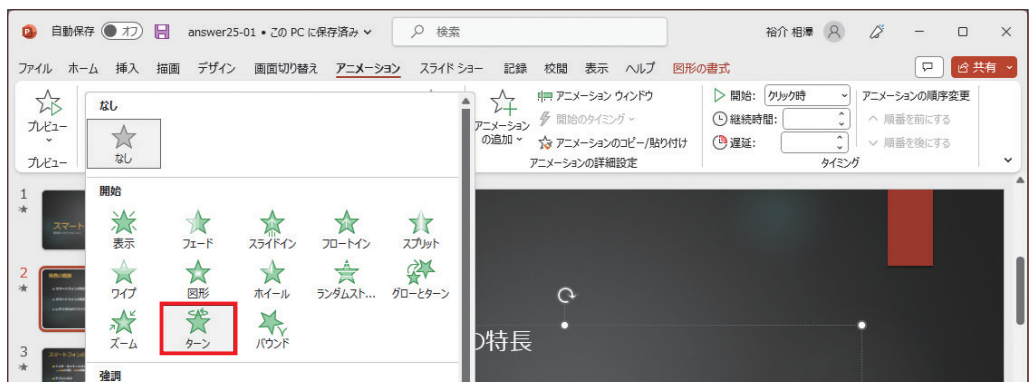 自動保存 オフ answer25-01 • この PC に保存済み 検索 裕介 相澤
ファイル ホーム 挿入 描画 デザイン 画面切り替え アニメーション スライド ショー 記録 校閲 表示 ヘルプ 図形の書式 共有
プレビュー
プレビュー
なし
なし
開始
表示 フェード スライドイン フロートイン スプリット
ワイプ 図形 ホイール ランダムスト... グローとターン
ズーム ターン バウンド
強調
アニメーションの追加
アニメーション ウィンドウ
開始のタイミング
アニメーションのコピー/貼り付け
アニメーションの詳細設定
開始: クリック時
継続時間:
遅延:
アニメーションの順序変更
順番を前にする
順番を後にする
タイミング
1
スマート
2
3
の特長